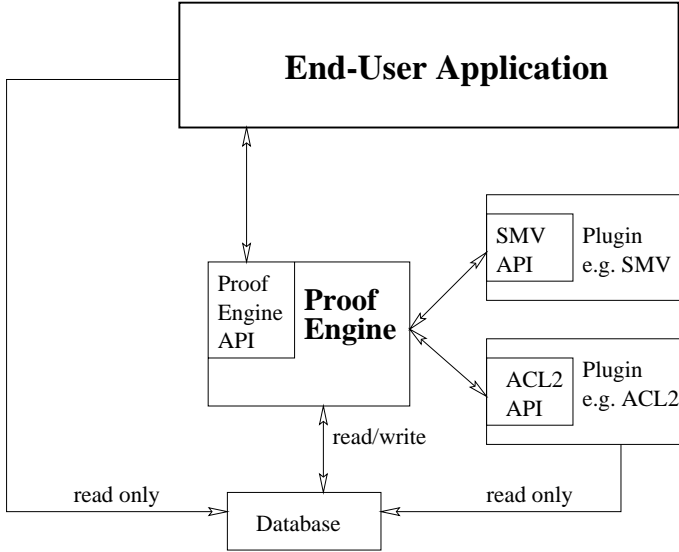 End-User Application
SMV
API
Plugin
e.g. SMV
Proof
Engine
API
Proof
Engine
ACL2
API
Plugin
e.g. ACL2
read/write
read only
read only
Database